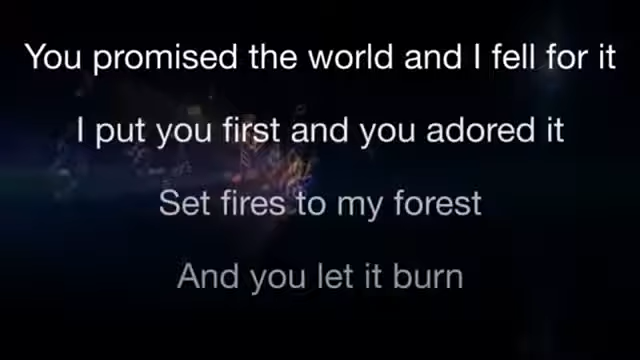 You promised the world and I fell for it
I put you first and you adored it
Set fires to my forest
And you let it burn